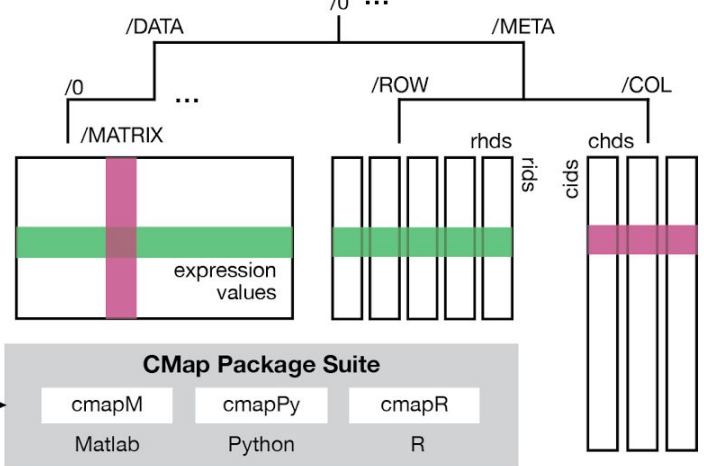 /0 ...
/DATA
/META
/0
...
/ROW
/COL
/MATRIX
rhds
chds
rids
cids
expression
values
CMap Package Suite
cmapM
cmapPy
cmapR
Matlab
Python
R